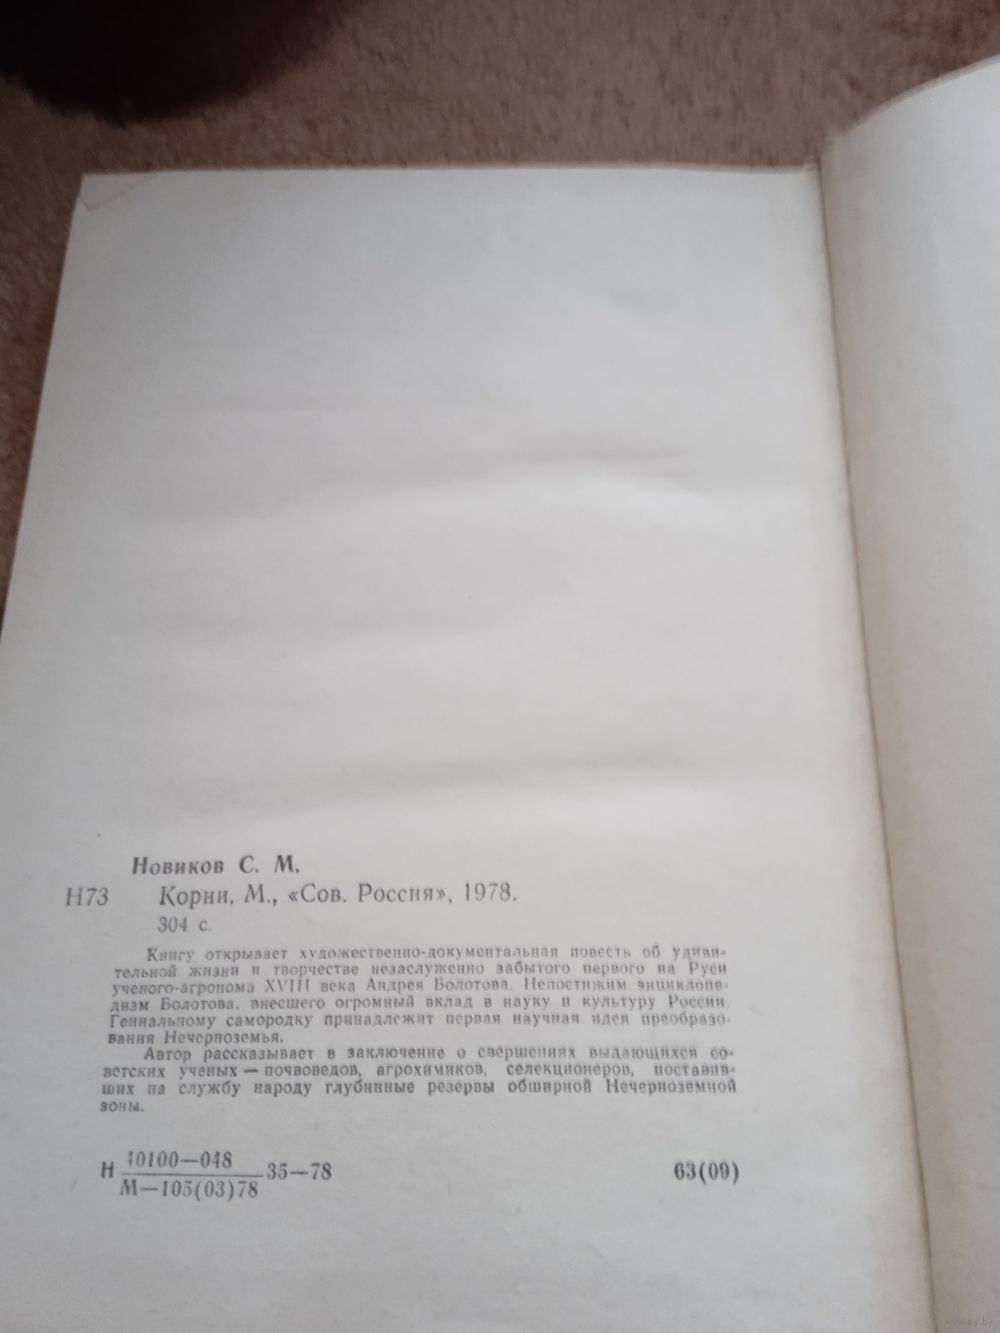 Новиков С. М.
Н73 Корни, М., «Сов. Россия», 1978.
304 с.
Книгу открывает художественно-документальная повесть об удиви-
тельной жизни и творчестве незаслуженно забытого первого на Руси
ученого-агронома XVIII века Андрея Болотова. Непостижим энциклопе-
дизм Болотова, внесшего огромный вклад в науку и культуру России.
Гениальному самородку принадлежит первая научная идея преобразо-
вания Нечерноземья.
Автор рассказывает в заключение о свершениях выдающихся со-
ветских ученых — почвоведов, агрохимиков, селекционеров, поставив-
ших на службу народу глубинные резервы обширной Нечерноземной
зоны.
Н 40100—048 35—78 63(09)
М—105(03)78
www.ay.by